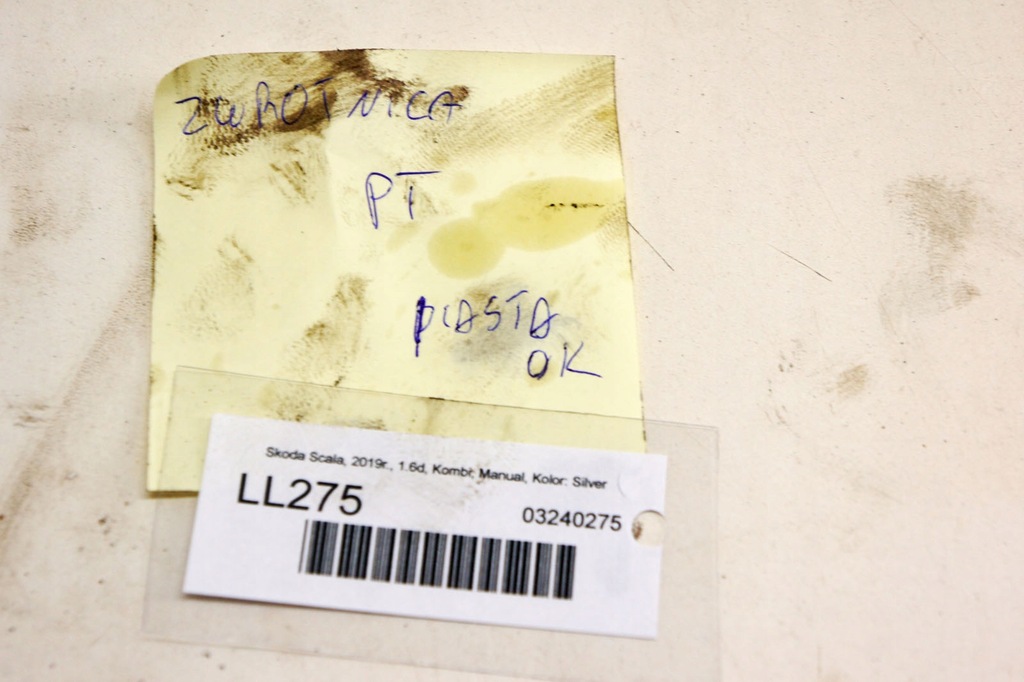 ZWROTNICA
PT
PIASTA
OK
Skoda Scala, 2019r., 1.6d, Kombi; Manual, Kolor: Silver
LL275
03240275